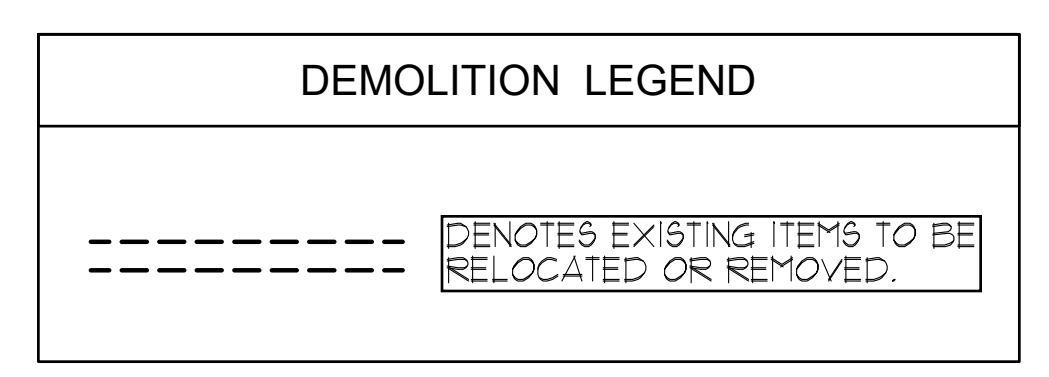 DEMOLITION LEGEND
DENOTES EXISTING ITEMS TO BE
RELOCATED OR REMOVED.